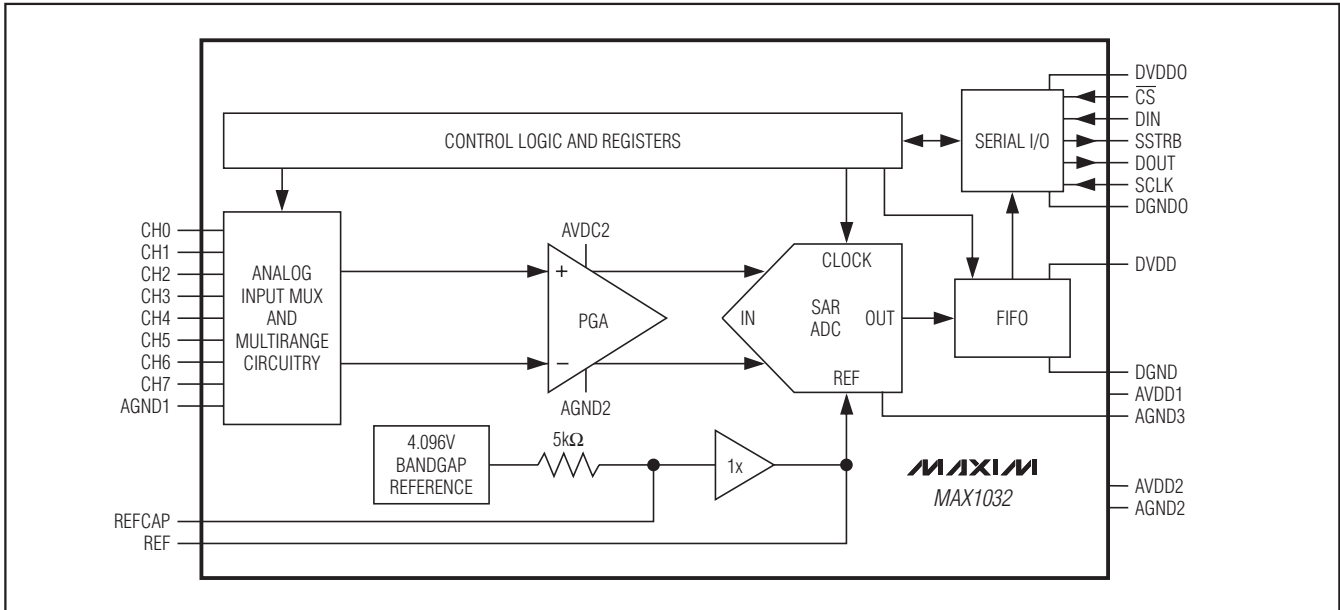 DVDDO
CS
DIN
SSTRB
DOUT
SCLK
DGNDO
SERIAL I/O
CONTROL LOGIC AND REGISTERS
CH0
CH1
CH2
CH3
CH4
CH5
CH6
CH7
AGND1
ANALOG
INPUT MUX
AND
MULTIRANGE
CIRCUITRY
AVDC2
+
PGA
−
AGND2
CLOCK
IN
SAR
ADC
OUT
REF
FIFO
DVDD
DGND
AVDD1
AGND3
4.096V
BANDGAP
REFERENCE
5kΩ
1x
MAXIM
MAX1032
AVDD2
AGND2
REFCAP
REF